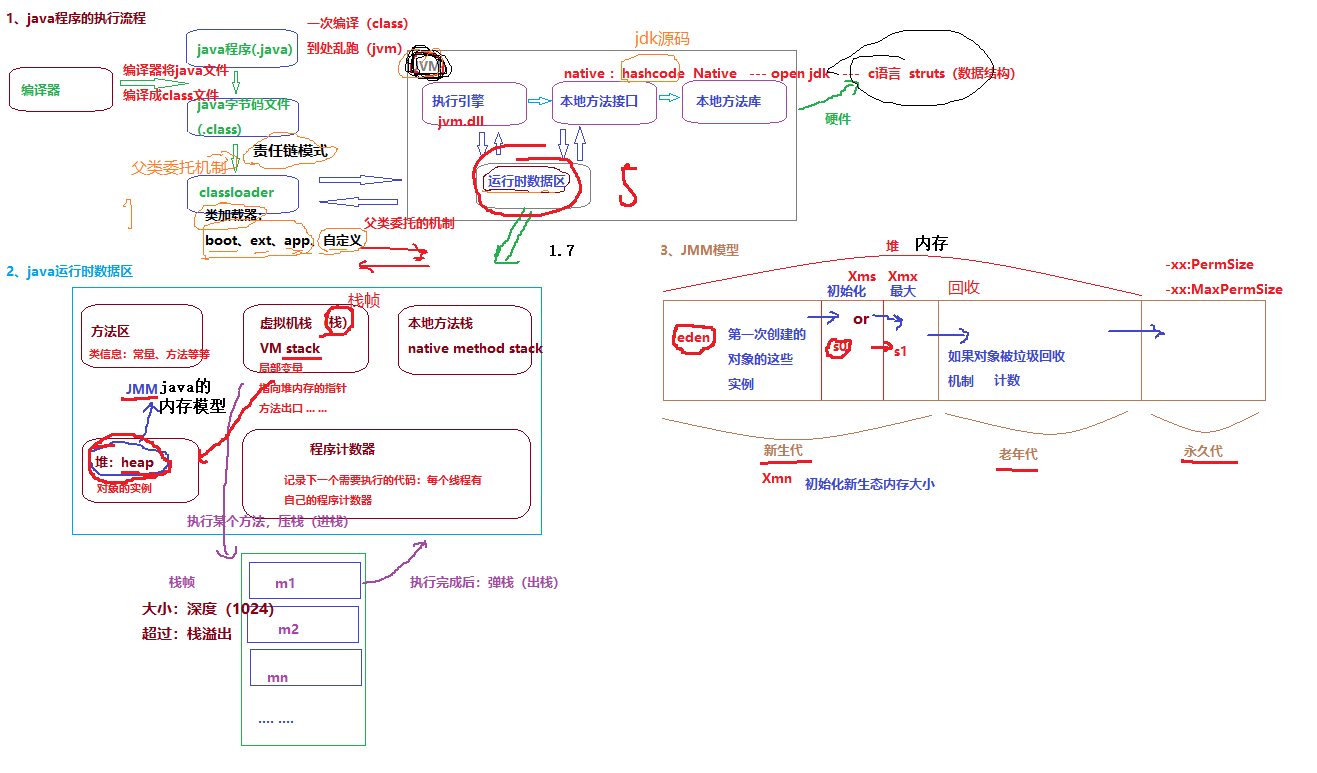 1、java程序的执行流程
一次编译（class）
java程序(.java)
到处乱跑（jvm）
编译器将java文件
编译器
编译成class文件
java字节码文件
(.class)
责任链模式
父类委托机制
classloader
类加载器：
boot、ext、app、
自定义
父类委托的机制
VM
jdk源码
native：hashcode Native --- open jdk ---- c语言 struts（数据结构）
执行引擎
jvm.dll
本地方法接口
本地方法库
硬件
运行时数据区
5
1.7
2、java运行时数据区
栈帧
方法区
类信息：常量、方法等等
虚拟机栈
栈）
VM stack
局部变量
指向堆内存的指针
方法出口 ... ...
本地方法栈
native method stack
JMM
java的
内存模型
堆：heap
对象的实例
程序计数器
记录下一个需要执行的代码：每个线程有
自己的程序计数器
执行某个方法，压栈（进栈）
栈帧
大小：深度（1024）
超过：栈溢出
m1
m2
mn
.... ....
执行完成后：弹栈（出栈）
3、JMM模型
堆
内存
-xx:PermSize
-xx:MaxPermSize
Xms
Xmx
初始化
最大
回收
eden
第一次创建的
对象的这些
实例
or
s0
s1
如果对象被垃圾回收
机制 计数
新生代
老年代
永久代
Xmn
初始化新生态内存大小